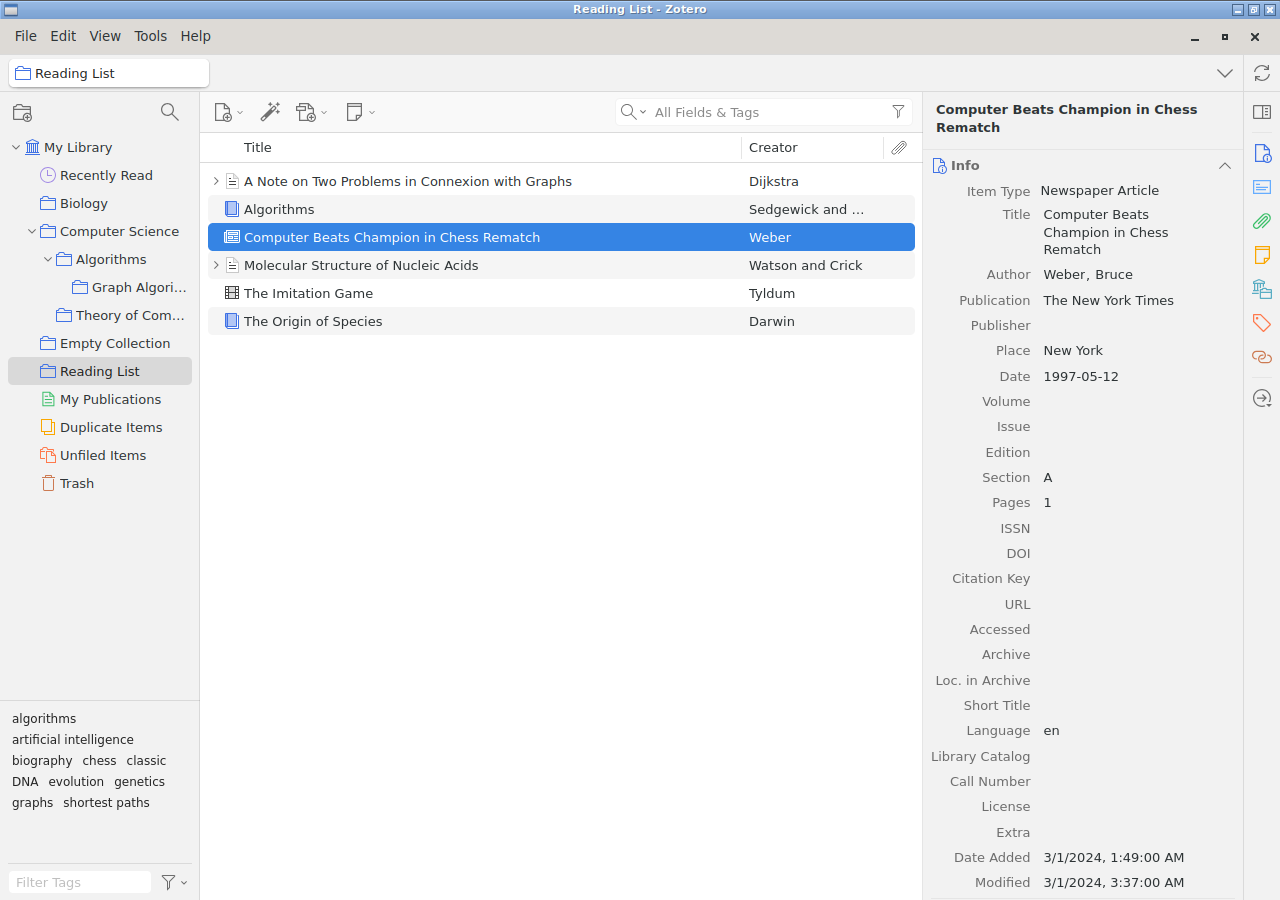 Reading List - Zotero
File Edit View Tools Help
Reading List
All Fields & Tags
My Library
Recently Read
Biology
Computer Science
Algorithms
Graph Algori...
Theory of Com...
Empty Collection
Reading List
My Publications
Duplicate Items
Unfiled Items
Trash
algorithms
artificial intelligence
biography chess classic
DNA evolution genetics
graphs shortest paths
Filter Tags
Title Creator
A Note on Two Problems in Connexion with Graphs Dijkstra
Algorithms Sedgewick and ...
Computer Beats Champion in Chess Rematch Weber
Molecular Structure of Nucleic Acids Watson and Crick
The Imitation Game Tyldum
The Origin of Species Darwin
Computer Beats Champion in Chess
Rematch
Info
Item Type Newspaper Article
Title Computer Beats
Champion in Chess
Rematch
Author Weber, Bruce
Publication The New York Times
Publisher
Place New York
Date 1997-05-12
Volume
Issue
Edition
Section A
Pages 1
ISSN
DOI
Citation Key
URL
Accessed
Archive
Loc. in Archive
Short Title
Language en
Library Catalog
Call Number
License
Extra
Date Added 3/1/2024, 1:49:00 AM
Modified 3/1/2024, 3:37:00 AM